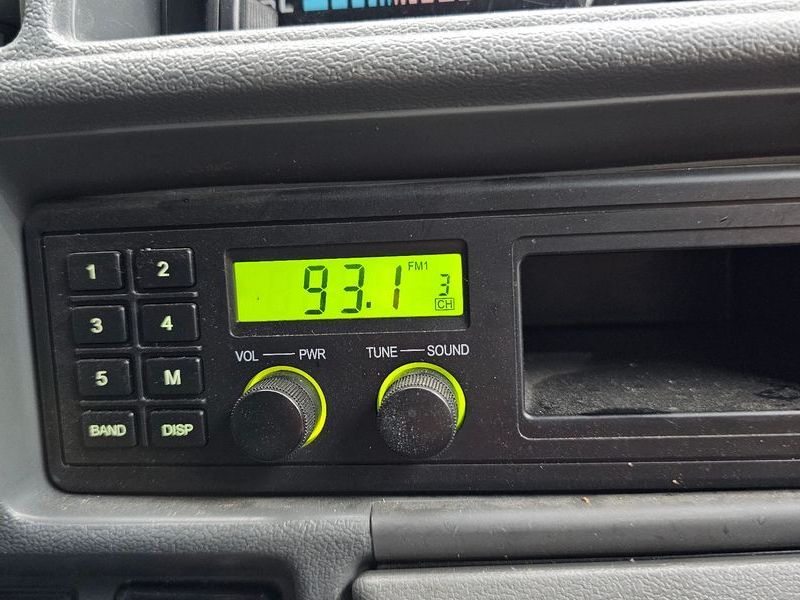 1 2
3 4
5 M
BAND DISP
FM1
93.1 3
CH
VOL PWR
TUNE SOUND